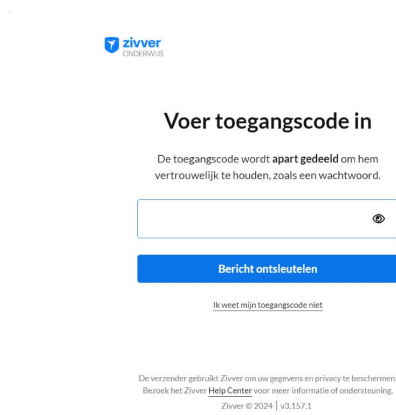 zivver
ONDERWIJS
Voer toegangscode in
De toegangscode wordt apart gedeeld om hem
vertrouwelijk te houden, zoals een wachtwoord.
Bericht ontsleutelen
Ik weet mijn toegangscode niet
De verzender gebruikt Zivver om uw gegevens en privacy te beschermen.
Bezoek het Zivver Help Center voor meer informatie of ondersteuning.
Zivver © 2024 | v3.157.1